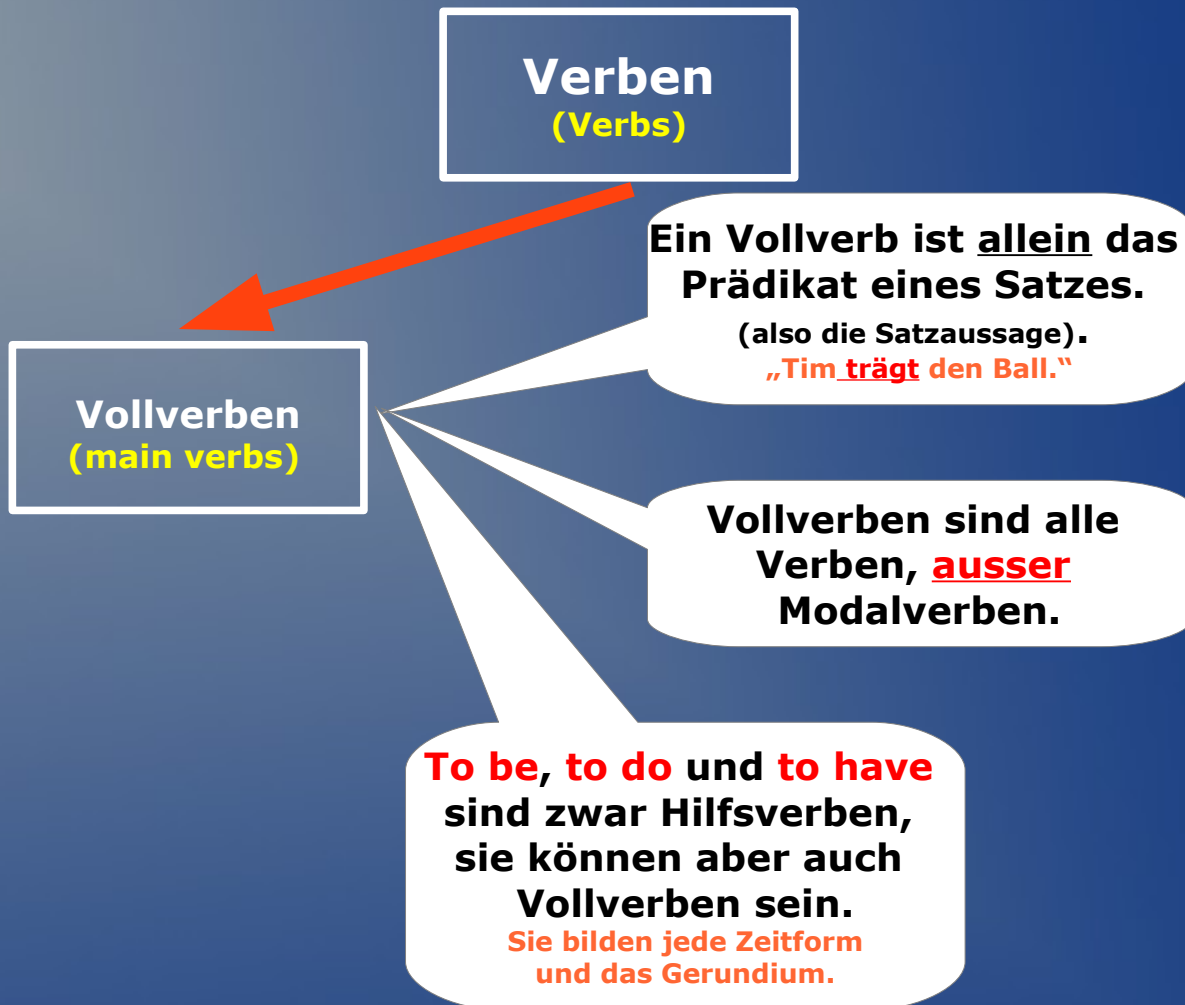 Verben
(Verbs)
Ein Vollverb ist allein das
Prädikat eines Satzes.
(also die Satzaussage).
„Tim trägt den Ball.“
Vollverben
(main verbs)
Vollverben sind alle
Verben, ausser
Modalverben.
To be, to do und to have
sind zwar Hilfsverben,
sie können aber auch
Vollverben sein.
Sie bilden jede Zeitform
und das Gerundium.